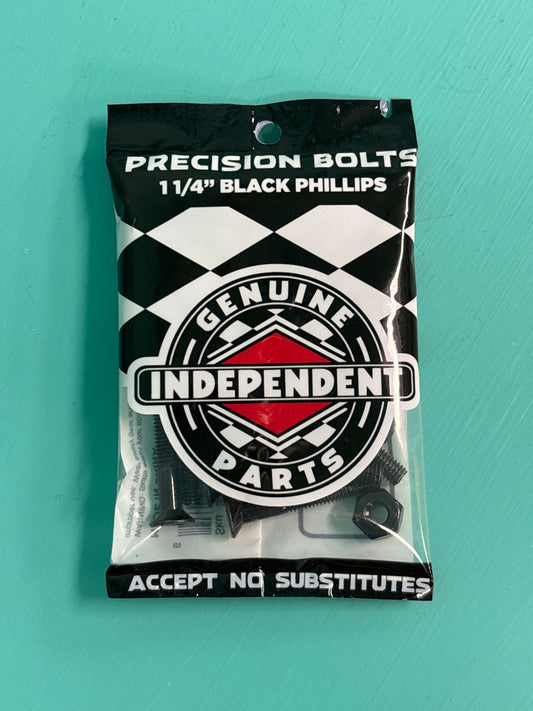 PRECISION BOLTS
1 1/4" BLACK PHILLIPS
GENUINE
INDEPENDENT
PARTS
ACCEPT NO SUBSTITUTES